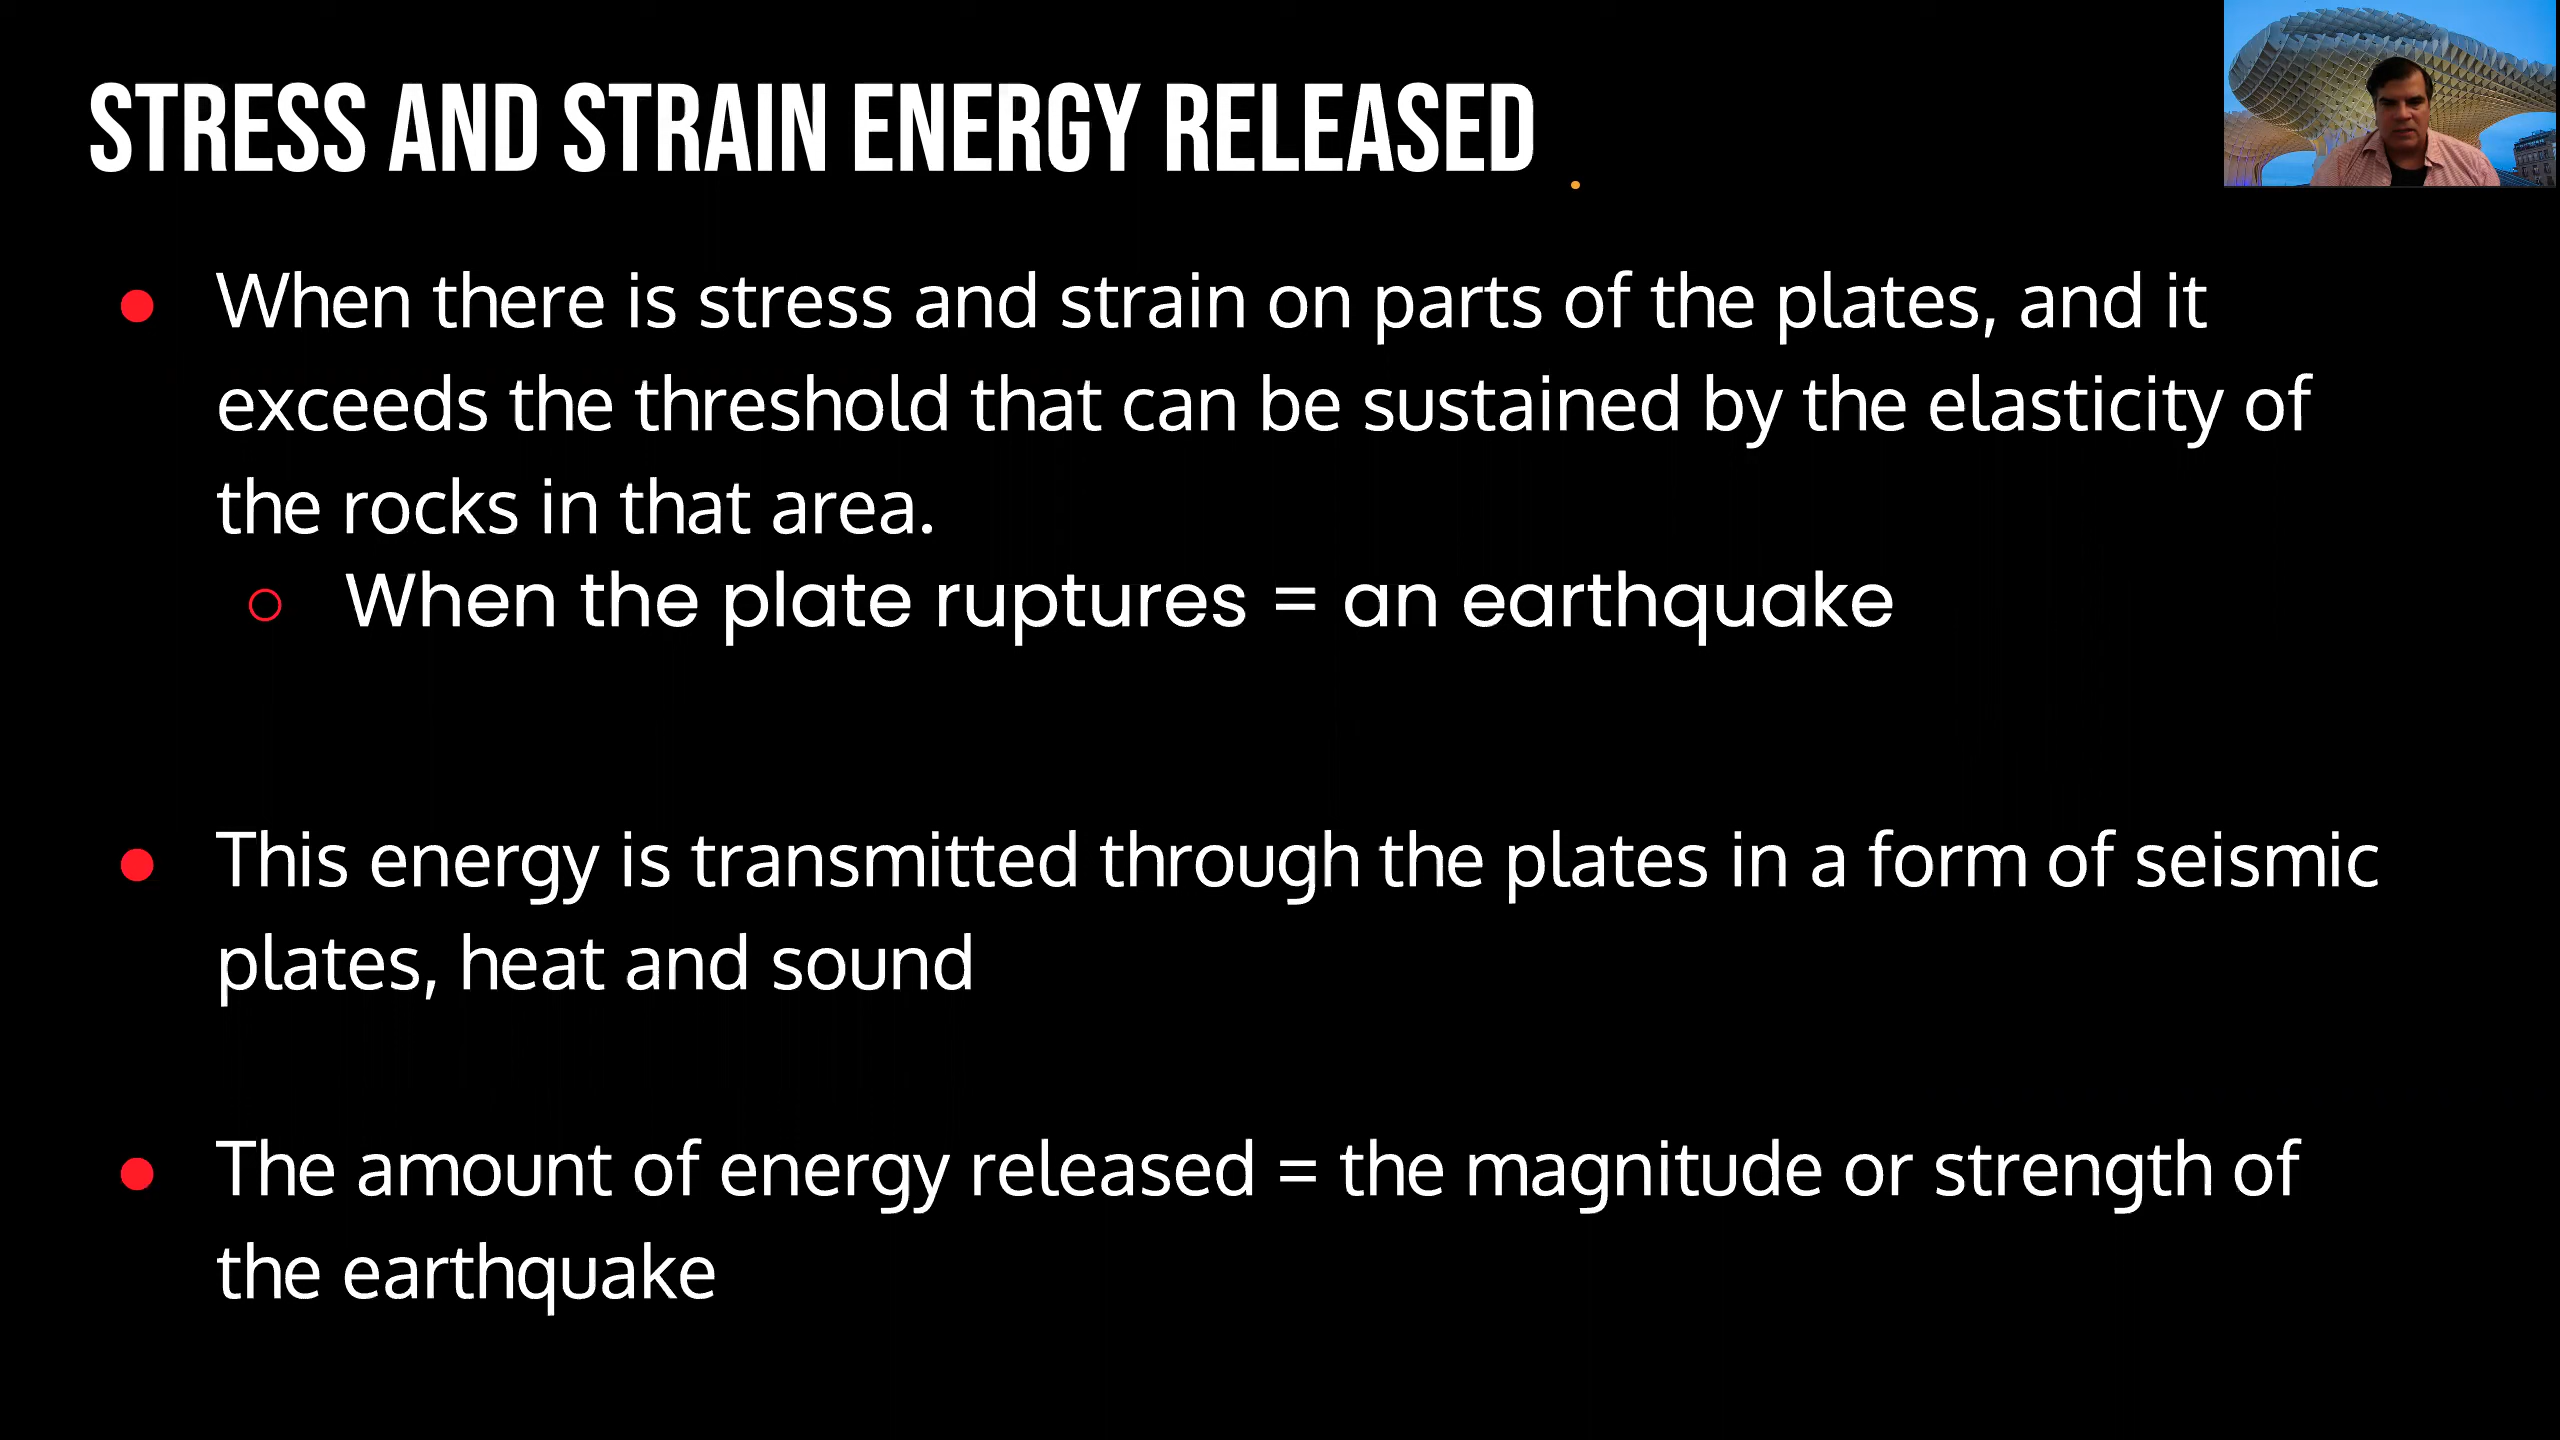 STRESS AND STRAIN ENERGY RELEASED
When there is stress and strain on parts of the plates, and it
exceeds the threshold that can be sustained by the elasticity of
the rocks in that area.
When the plate ruptures = an earthquake
This energy is transmitted through the plates in a form of seismic
plates, heat and sound
The amount of energy released = the magnitude or strength of
the earthquake